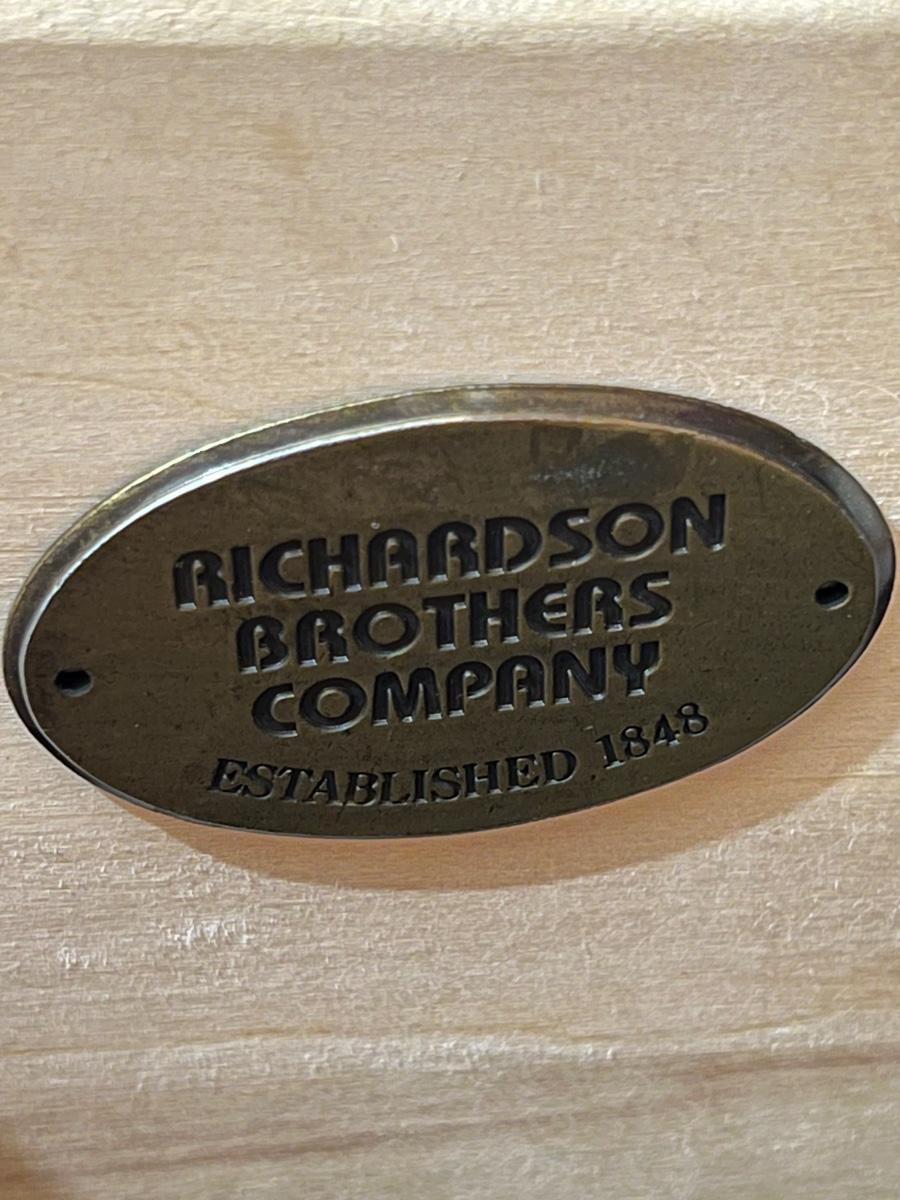 RICHARDSON
BROTHERS
COMPANY
ESTABLISHED 1848